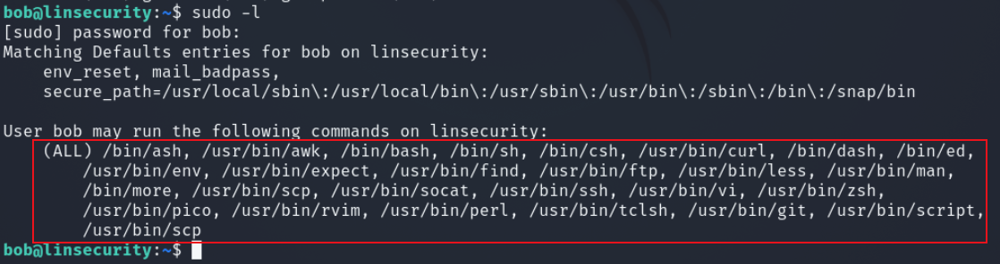 bob@linsecurity:~$ sudo -l
[sudo] password for bob:
Matching Defaults entries for bob on linsecurity:
    env_reset, mail_badpass,
    secure_path=/usr/local/sbin\:/usr/local/bin\:/usr/sbin\:/usr/bin\:/sbin\:/bin\:/snap/bin

User bob may run the following commands on linsecurity:
    (ALL) /bin/ash, /usr/bin/awk, /bin/bash, /bin/sh, /bin/csh, /usr/bin/curl, /bin/dash, /bin/ed,
        /usr/bin/env, /usr/bin/expect, /usr/bin/find, /usr/bin/ftp, /usr/bin/less, /usr/bin/man,
        /bin/more, /usr/bin/scp, /usr/bin/socat, /usr/bin/ssh, /usr/bin/vi, /usr/bin/zsh,
        /usr/bin/pico, /usr/bin/rvim, /usr/bin/perl, /usr/bin/tclsh, /usr/bin/git, /usr/bin/script,
        /usr/bin/scp
bob@linsecurity:~$